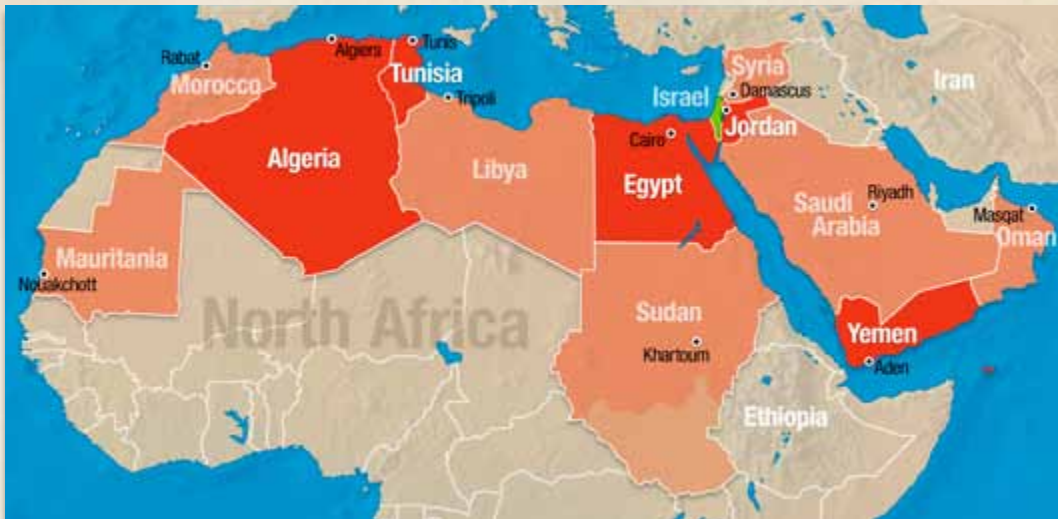 Rabat
Morocco
Algiers
Tunis
Tunisia
Tripoli
Algeria
Libya
Syria
Damascus
Israel
Jordan
Iran
Cairo
Egypt
Saudi
Arabia
Riyadh
Masqat
Oman
Mauritania
Nouakchott
North Africa
Sudan
Khartoum
Yemen
Aden
Ethiopia